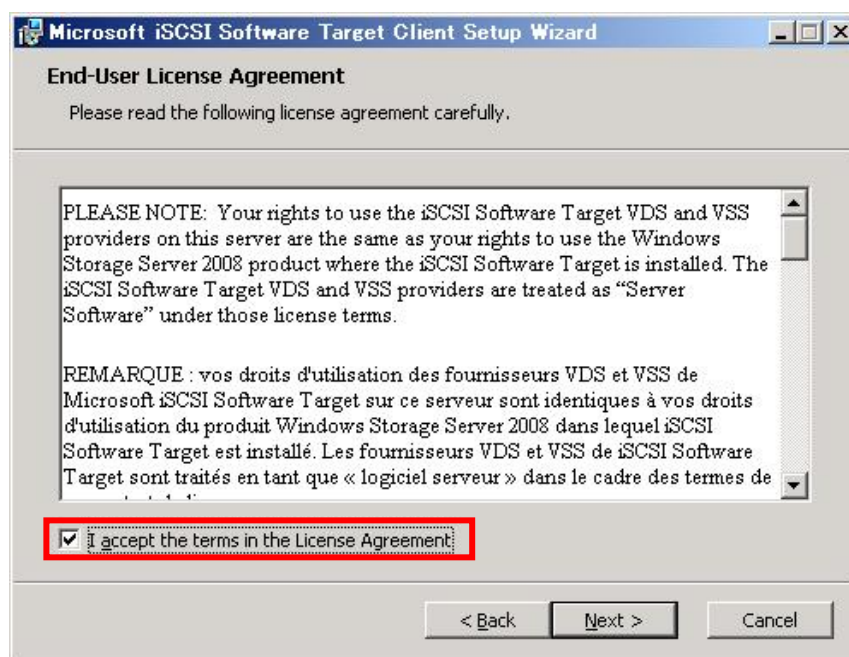 Microsoft iSCSI Software Target Client Setup Wizard
End-User License Agreement
Please read the following license agreement carefully.
PLEASE NOTE: Your rights to use the iSCSI Software Target VDS and VSS
providers on this server are the same as your rights to use the Windows
Storage Server 2008 product where the iSCSI Software Target is installed. The
iSCSI Software Target VDS and VSS providers are treated as “Server
Software” under those license terms.
REMARQUE : vos droits d'utilisation des fournisseurs VDS et VSS de
Microsoft iSCSI Software Target sur ce serveur sont identiques à vos droits
d'utilisation du produit Windows Storage Server 2008 dans lequel iSCSI
Software Target est installé. Les fournisseurs VDS et VSS de iSCSI Software
Target sont traités en tant que « logiciel serveur » dans le cadre des termes de
I accept the terms in the License Agreement
< Back
Next >
Cancel